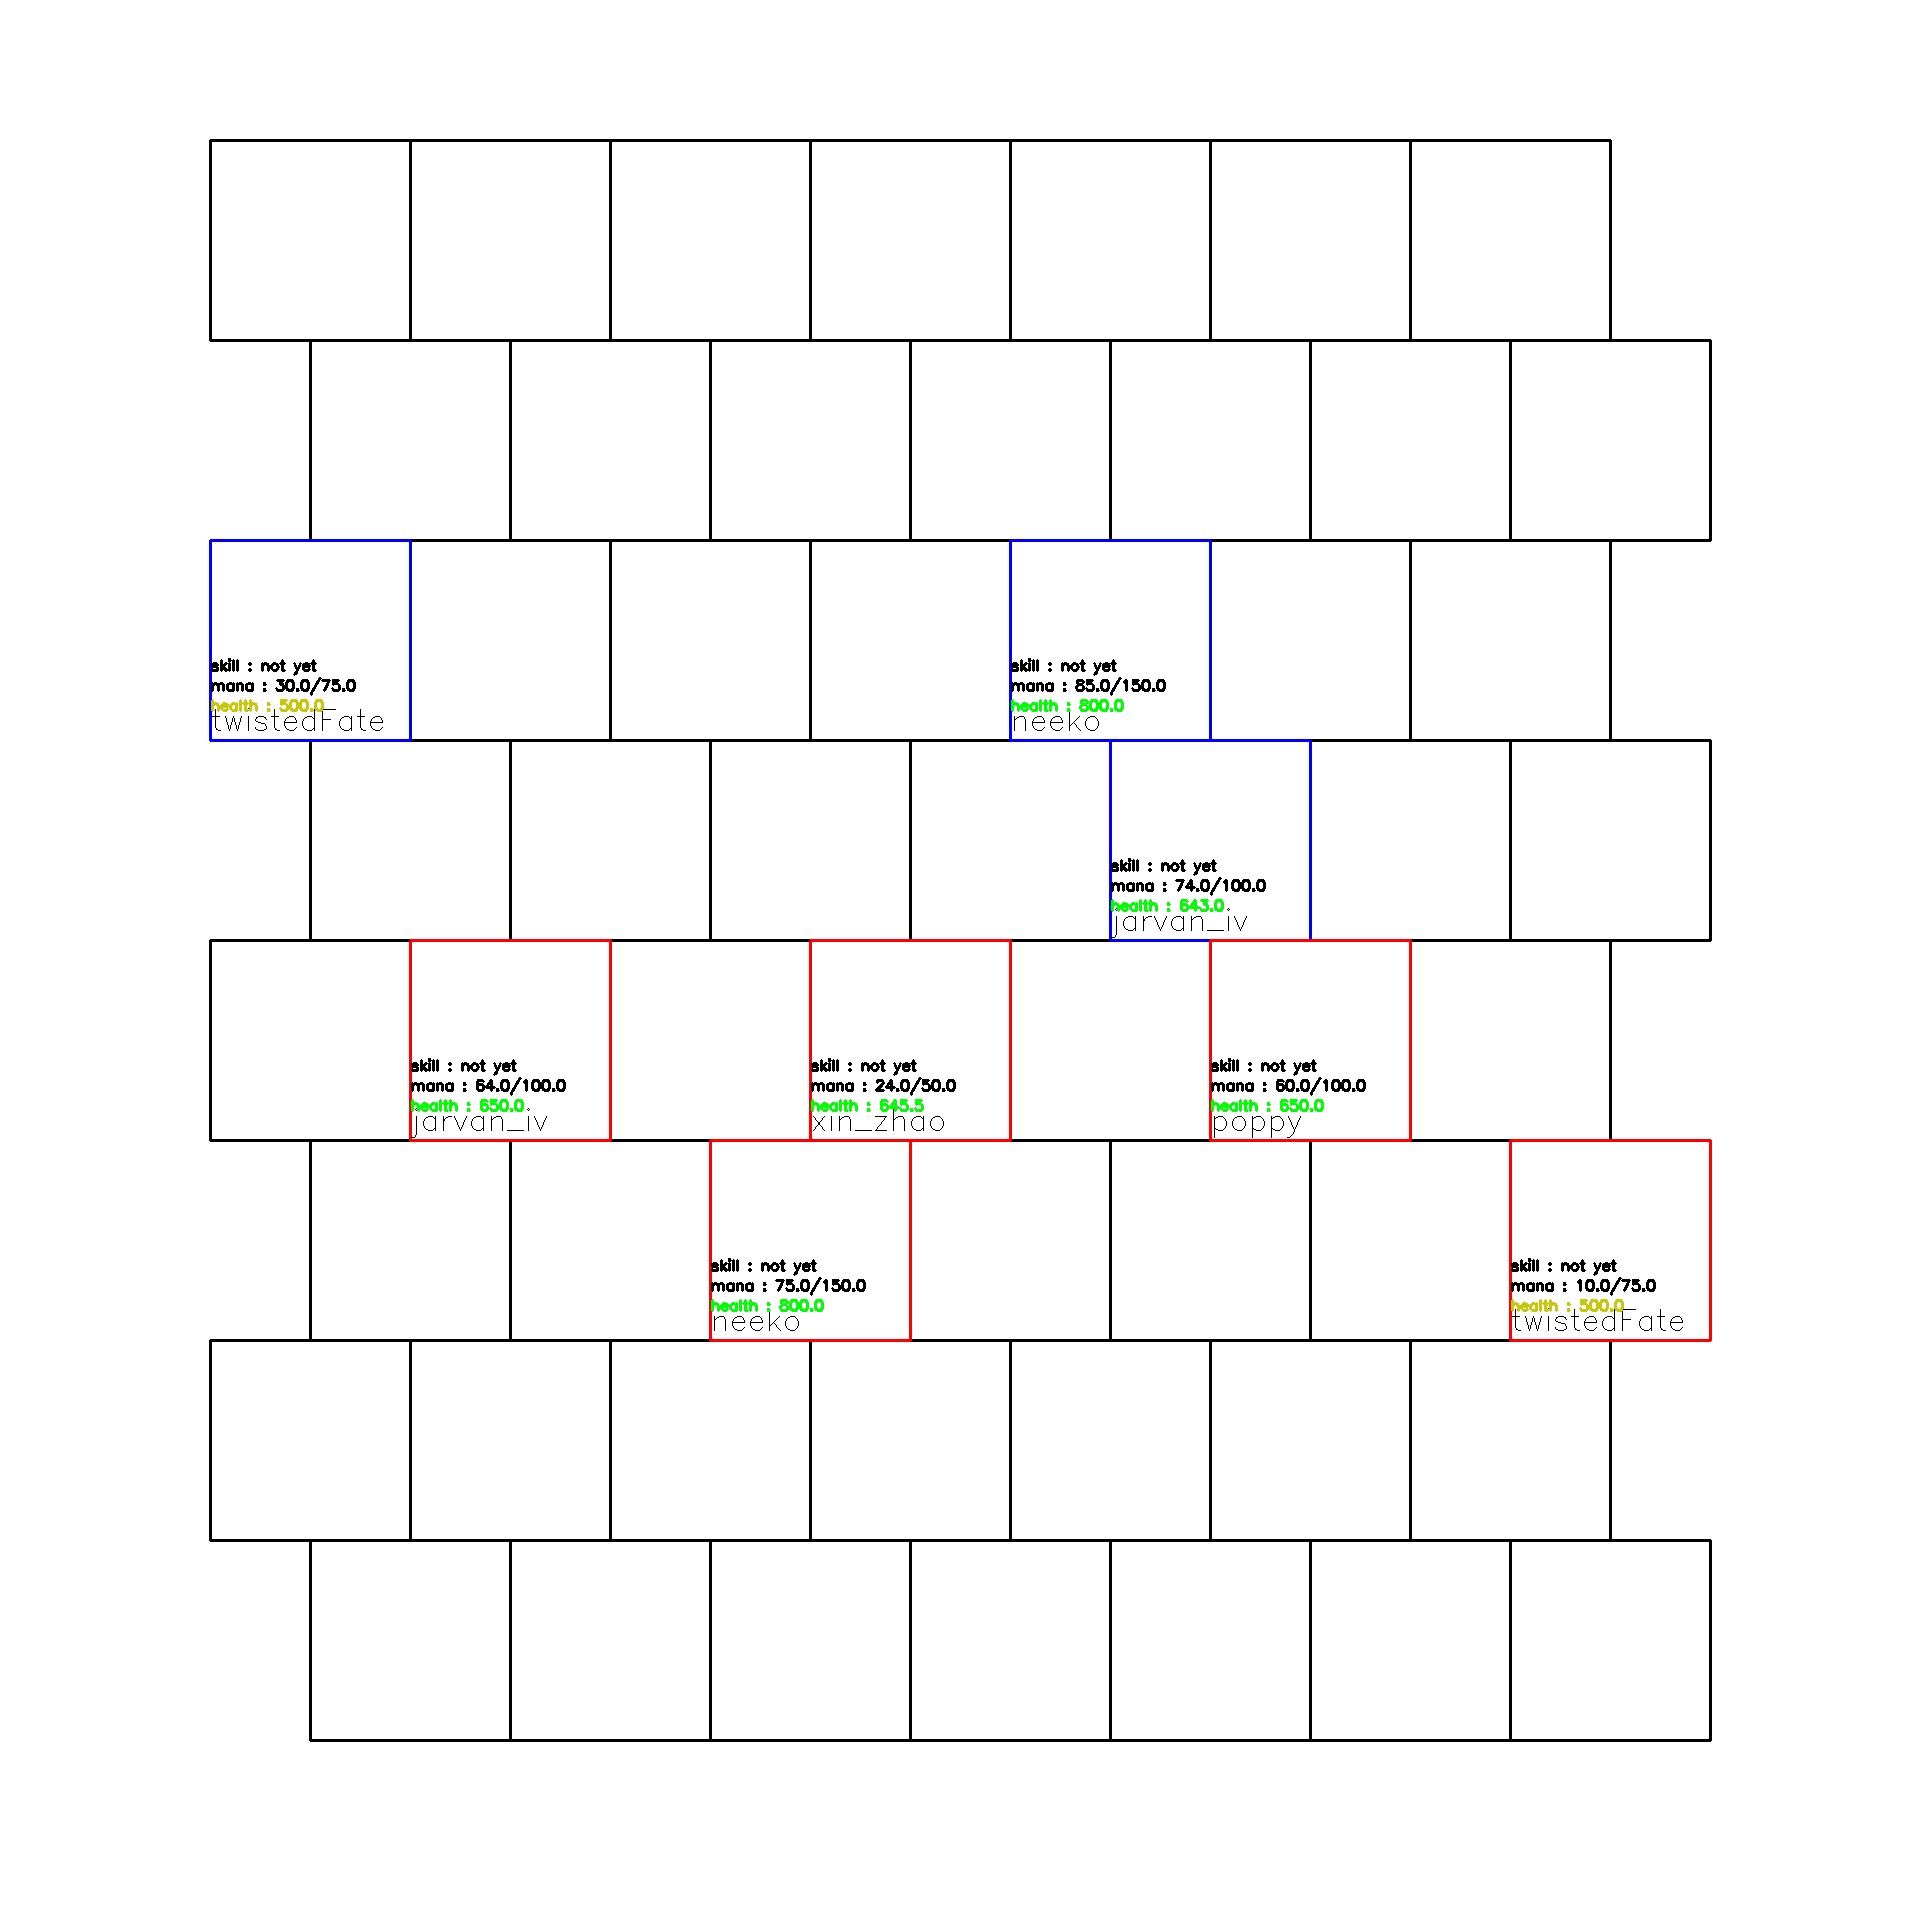 skill : not yet
mana : 30.0/75.0
health : 500.0
twistedFate
skill : not yet
mana : 85.0/150.0
health : 800.0
neeko
skill : not yet
mana : 74.0/100.0
health : 643.0
jarvan_iv
skill : not yet
mana : 64.0/100.0
health : 650.0
jarvan_iv
skill : not yet
mana : 24.0/50.0
health : 645.5
xin_zhao
skill : not yet
mana : 60.0/100.0
health : 650.0
poppy
skill : not yet
mana : 75.0/150.0
health : 800.0
neeko
skill : not yet
mana : 10.0/75.0
health : 500.0
twistedFate